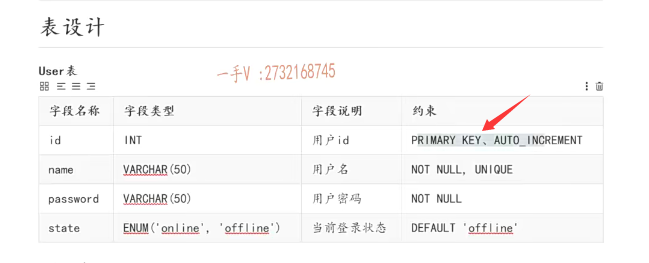 表设计
一手V :2732168745
User表
字段名称 字段类型 字段说明 约束
id INT 用户id PRIMARY KEY、AUTO_INCREMENT
name VARCHAR(50) 用户名 NOT NULL, UNIQUE
password VARCHAR(50) 用户密码 NOT NULL
state ENUM('online', 'offline') 当前登录状态 DEFAULT 'offline'